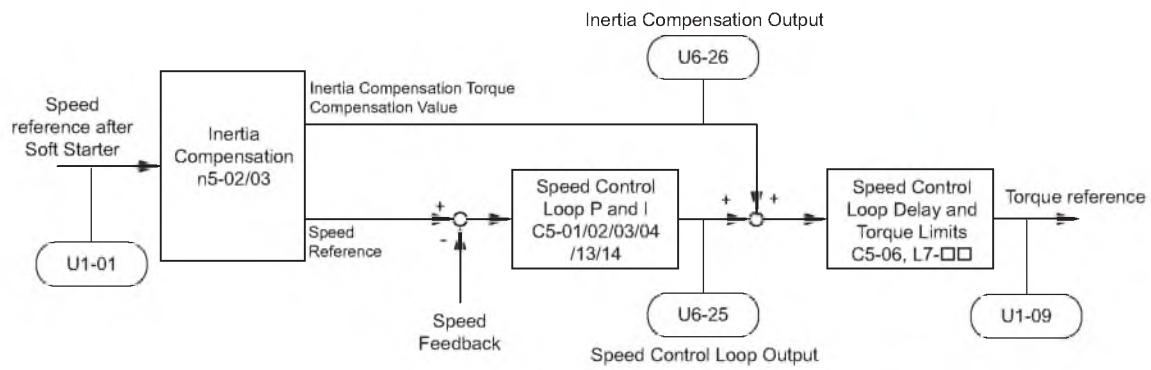 Inertia Compensation Output
U6-26
Inertia Compensation Torque
Compensation Value
Speed
reference after
Soft Starter
Inertia
Compensation
n5-02/03
Speed Control
Loop P and I
C5-01/02/03/04
/13/14
Speed Control
Loop Delay and
Torque Limits
C5-06, L7-□□
Torque reference
+
-
+
+
Speed
Reference
U1-01
Speed
Feedback
U6-25
U1-09
Speed Control Loop Output